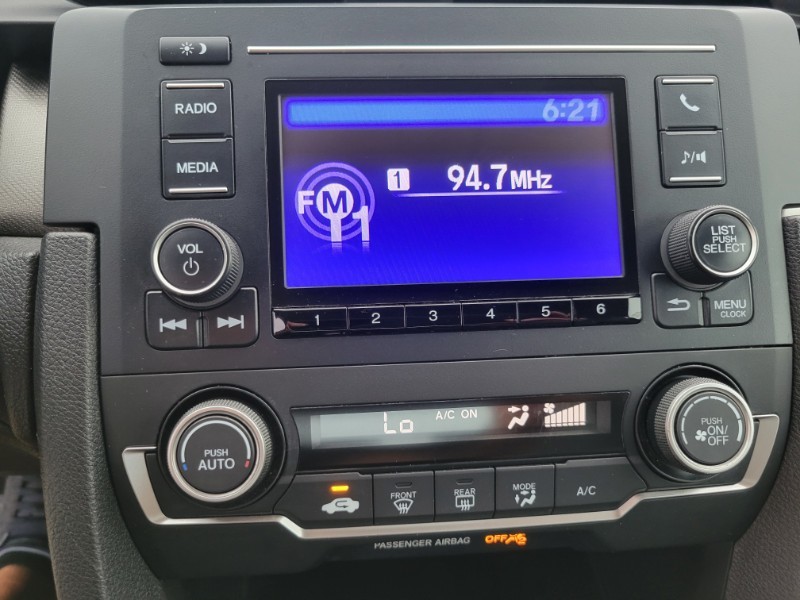 RADIO
MEDIA
VOL
6:21
FM1
1 94.7MHz
LIST
PUSH
SELECT
MENU
CLOCK
1 2 3 4 5 6
PUSH
AUTO
Lo A/C ON
PUSH
ON/
OFF
FRONT
REAR
MODE
A/C
PASSENGER AIRBAG OFF 2